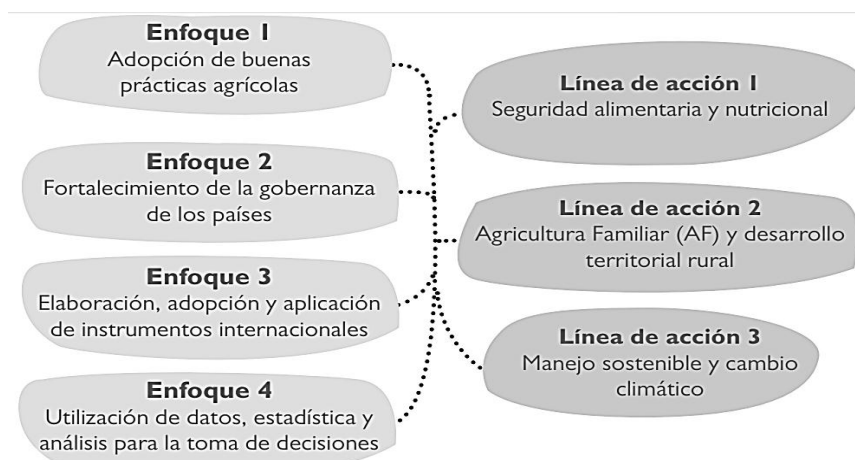 Enfoque 1
Adopción de buenas
prácticas agrícolas
Enfoque 2
Fortalecimiento de la gobernanza
de los países
Enfoque 3
Elaboración, adopción y aplicación
de instrumentos internacionales
Enfoque 4
Utilización de datos, estadística y
análisis para la toma de decisiones
Línea de acción 1
Seguridad alimentaria y nutricional
Línea de acción 2
Agricultura Familiar (AF) y desarrollo
territorial rural
Línea de acción 3
Manejo sostenible y cambio
climático